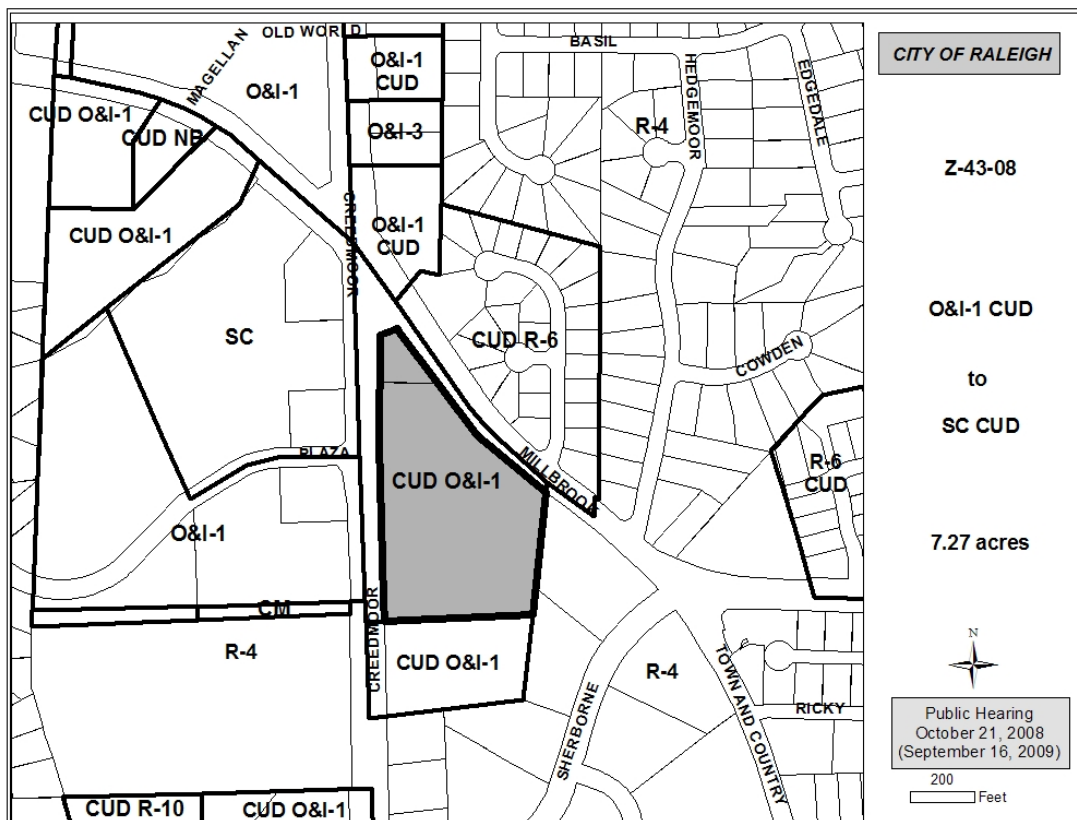 OLD WORLD
BASIL
CITY OF RALEIGH
MAGELLAN
O&I-1
CUD
O&I-1
HEDGEMOOR
EDGEDALE
CUD O&I-1
CUD NB
O&I-3
R-4
Z-43-08
CREEDMOOR
O&I-1
CUD
CUD O&I-1
O&I-1 CUD
SC
CUD R-6
COWDEN
to
SC CUD
PLAZA
MILLBROOK
R-6
CUD
CUD O&I-1
O&I-1
7.27 acres
CM
CREEDMOOR
R-4
CUD O&I-1
R-4
SHERBORNE
TOWN AND COUNTRY
RICKY
N
Public Hearing
October 21, 2008
(September 16, 2009)
200
Feet
CUD R-10
CUD O&I-1